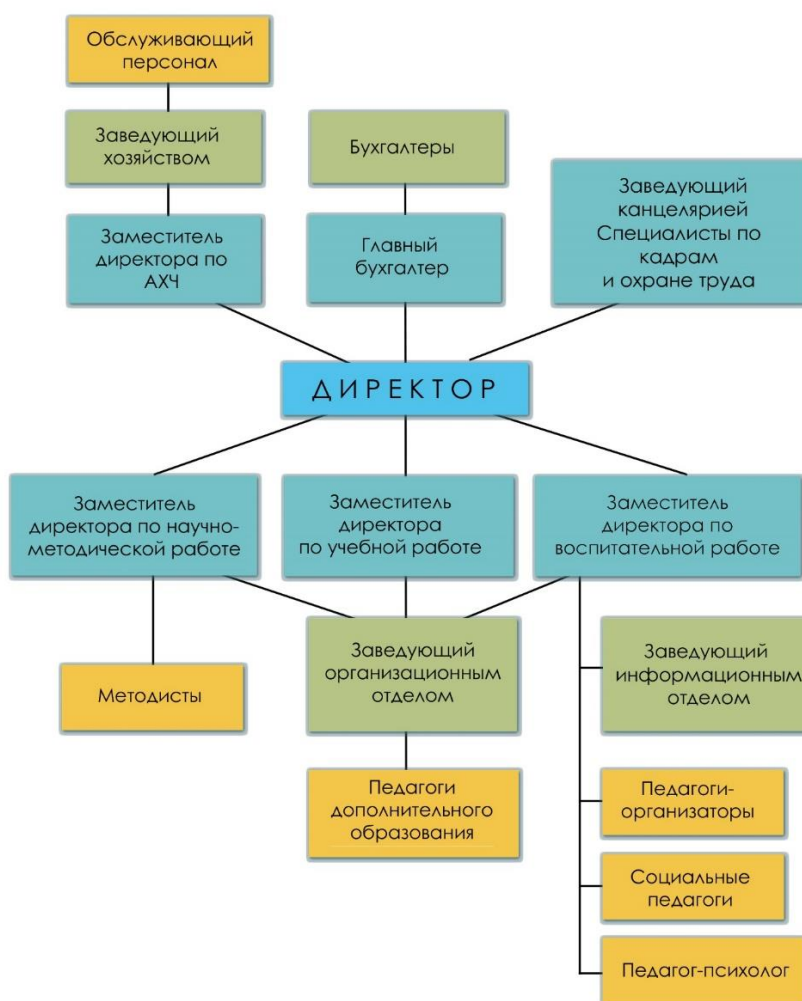 Обслуживающий
персонал
Заведующий
хозяйством
Бухгалтеры
Заместитель
директора по
АХЧ
Главный
бухгалтер
Заведующий
канцелярией
Специалисты по
кадрам
и охране труда
ДИРЕКТОР
Заместитель
директора по научно-
методической работе
Заместитель
директора
по учебной работе
Заместитель
директора по
воспитательной работе
Методисты
Заведующий
организационным
отделом
Заведующий
информационным
отделом
Педагоги
дополнительного
образования
Педагоги-
организаторы
Социальные
педагоги
Педагог-психолог